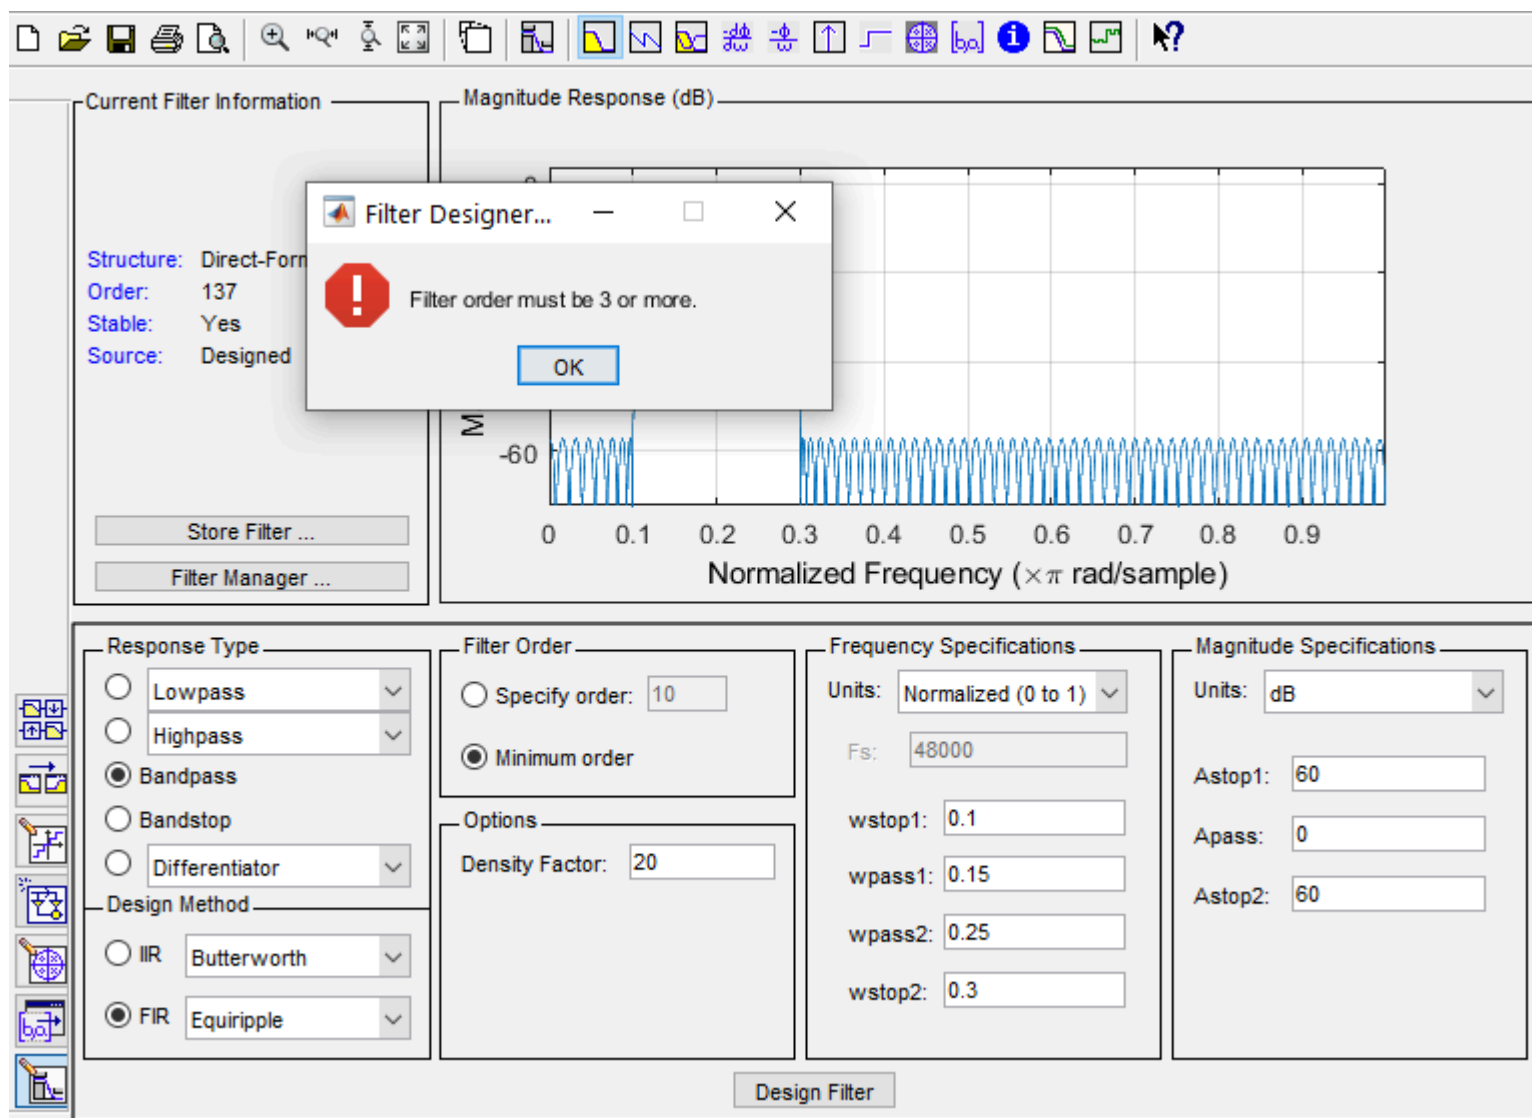 Current Filter Information
Magnitude Response (dB)
Filter Designer...
Structure: Direct-Form
Order: 137
Stable: Yes
Source: Designed
Filter order must be 3 or more.
OK
-60
0 0.1 0.2 0.3 0.4 0.5 0.6 0.7 0.8 0.9
Normalized Frequency (×π rad/sample)
Store Filter ...
Filter Manager ...
Response Type
Lowpass
Highpass
Bandpass
Bandstop
Differentiator
Design Method
IIR Butterworth
FIR Equiripple
Filter Order
Specify order: 10
Minimum order
Options
Density Factor: 20
Frequency Specifications
Units: Normalized (0 to 1)
Fs: 48000
wstop1: 0.1
wpass1: 0.15
wpass2: 0.25
wstop2: 0.3
Magnitude Specifications
Units: dB
Astop1: 60
Apass: 0
Astop2: 60
Design Filter